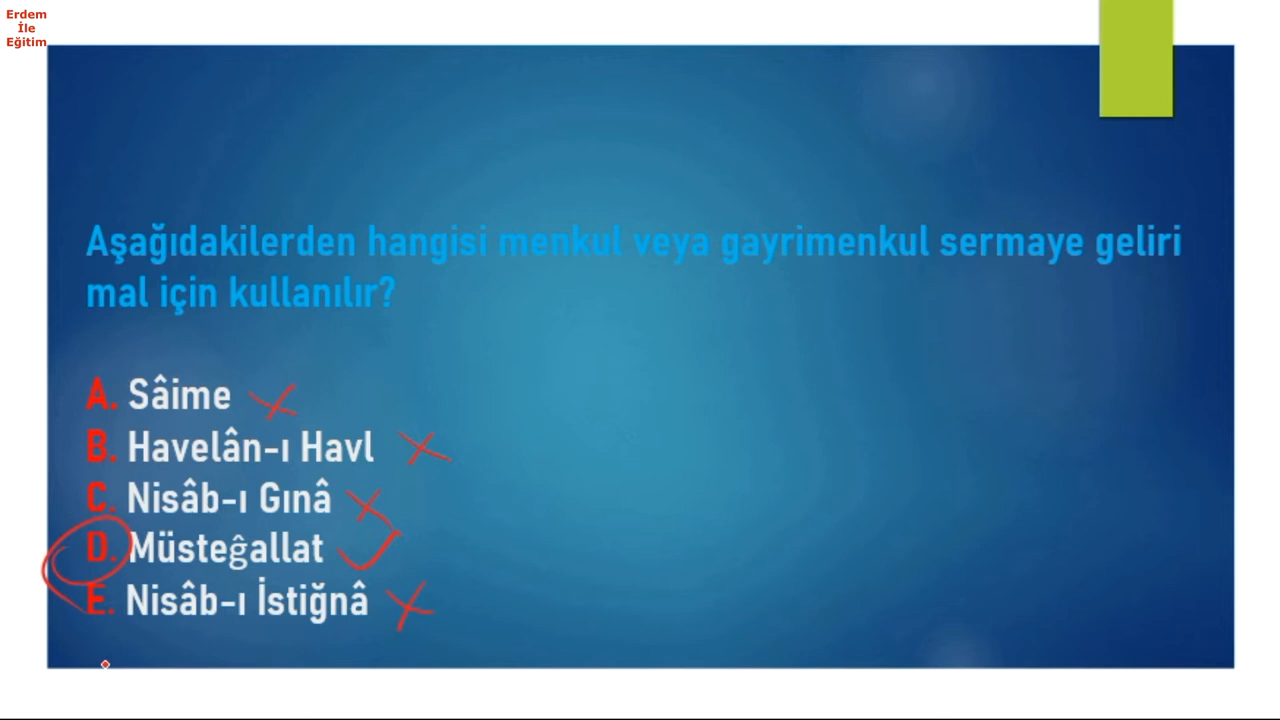 Erdem
İle
Eğitim
Aşağıdakilerden hangisi menkul veya gayrimenkul sermaye geliri
mal için kullanılır?
A. Sâime
B. Havelân-ı Havl
C. Nisâb-ı Gınâ
D. Müsteĝallat
E. Nisâb-ı İstiğnâ